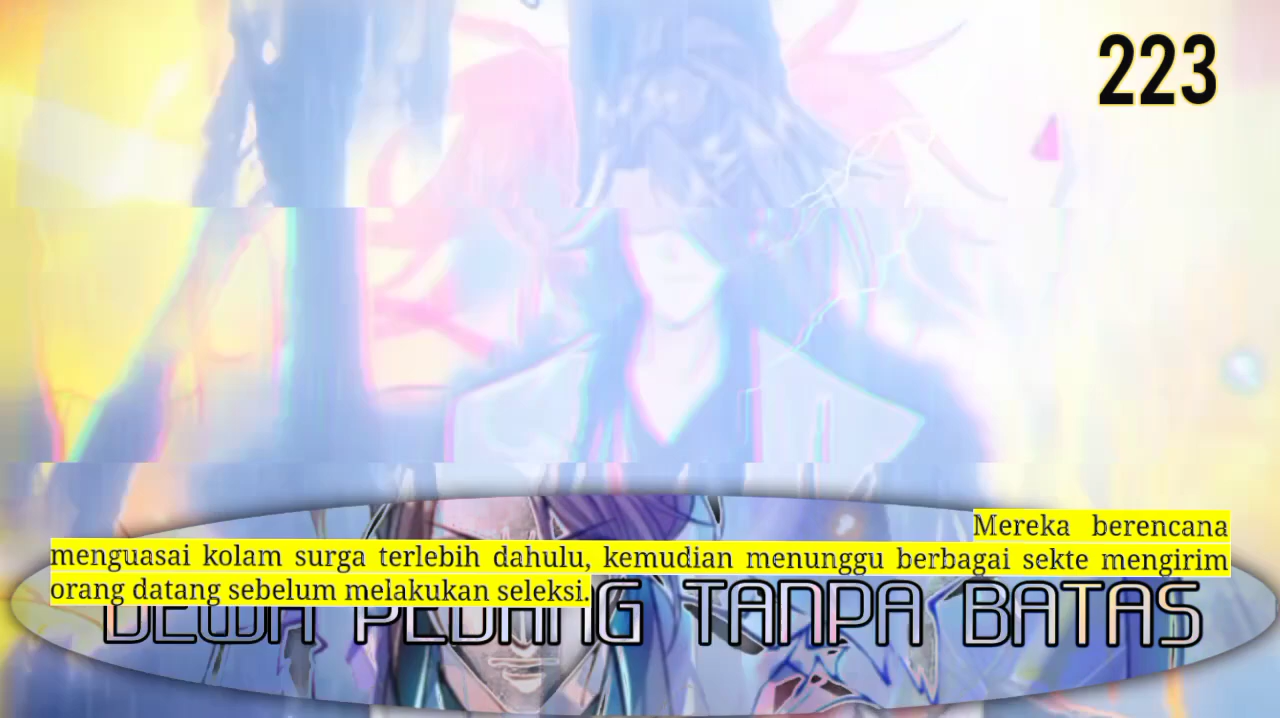 223
Mereka berencana
menguasai kolam surga terlebih dahulu, kemudian menunggu berbagai sekte mengirim
orang datang sebelum melakukan seleksi.
DEWA PEDANG TANPA BATAS